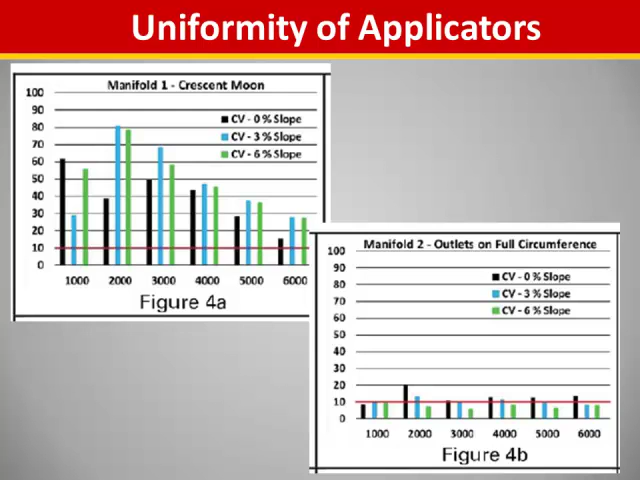 Uniformity of Applicators
Manifold 1 - Crescent Moon
100
90
80
70
60
50
40
30
20
10
0
CV - 0 % Slope
CV - 3 % Slope
CV - 6 % Slope
1000 2000 3000 4000 5000 6000
Figure 4a
Manifold 2 - Outlets on Full Circumference
100
90
80
70
60
50
40
30
20
10
0
CV - 0 % Slope
CV - 3 % Slope
CV - 6 % Slope
1000 2000 3000 4000 5000 6000
Figure 4b